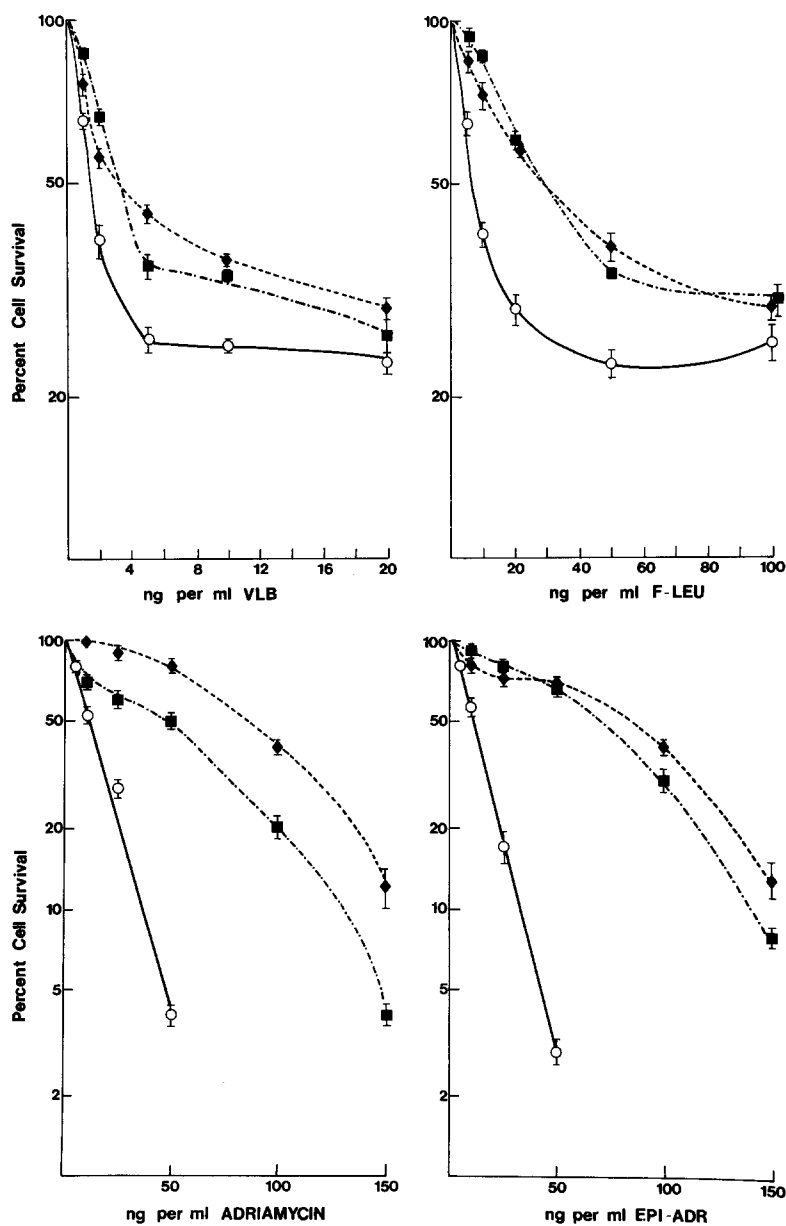 100
50
20
Percent Cell Survival
4 8 12 16 20
ng per ml VLB
100
50
20
20 40 60 80 100
ng per ml F-LEU
100
50
20
10
5
2
Percent Cell Survival
50 100 150
ng per ml ADRIAMYCIN
100
50
20
10
5
2
50 100 150
ng per ml EPI-ADR